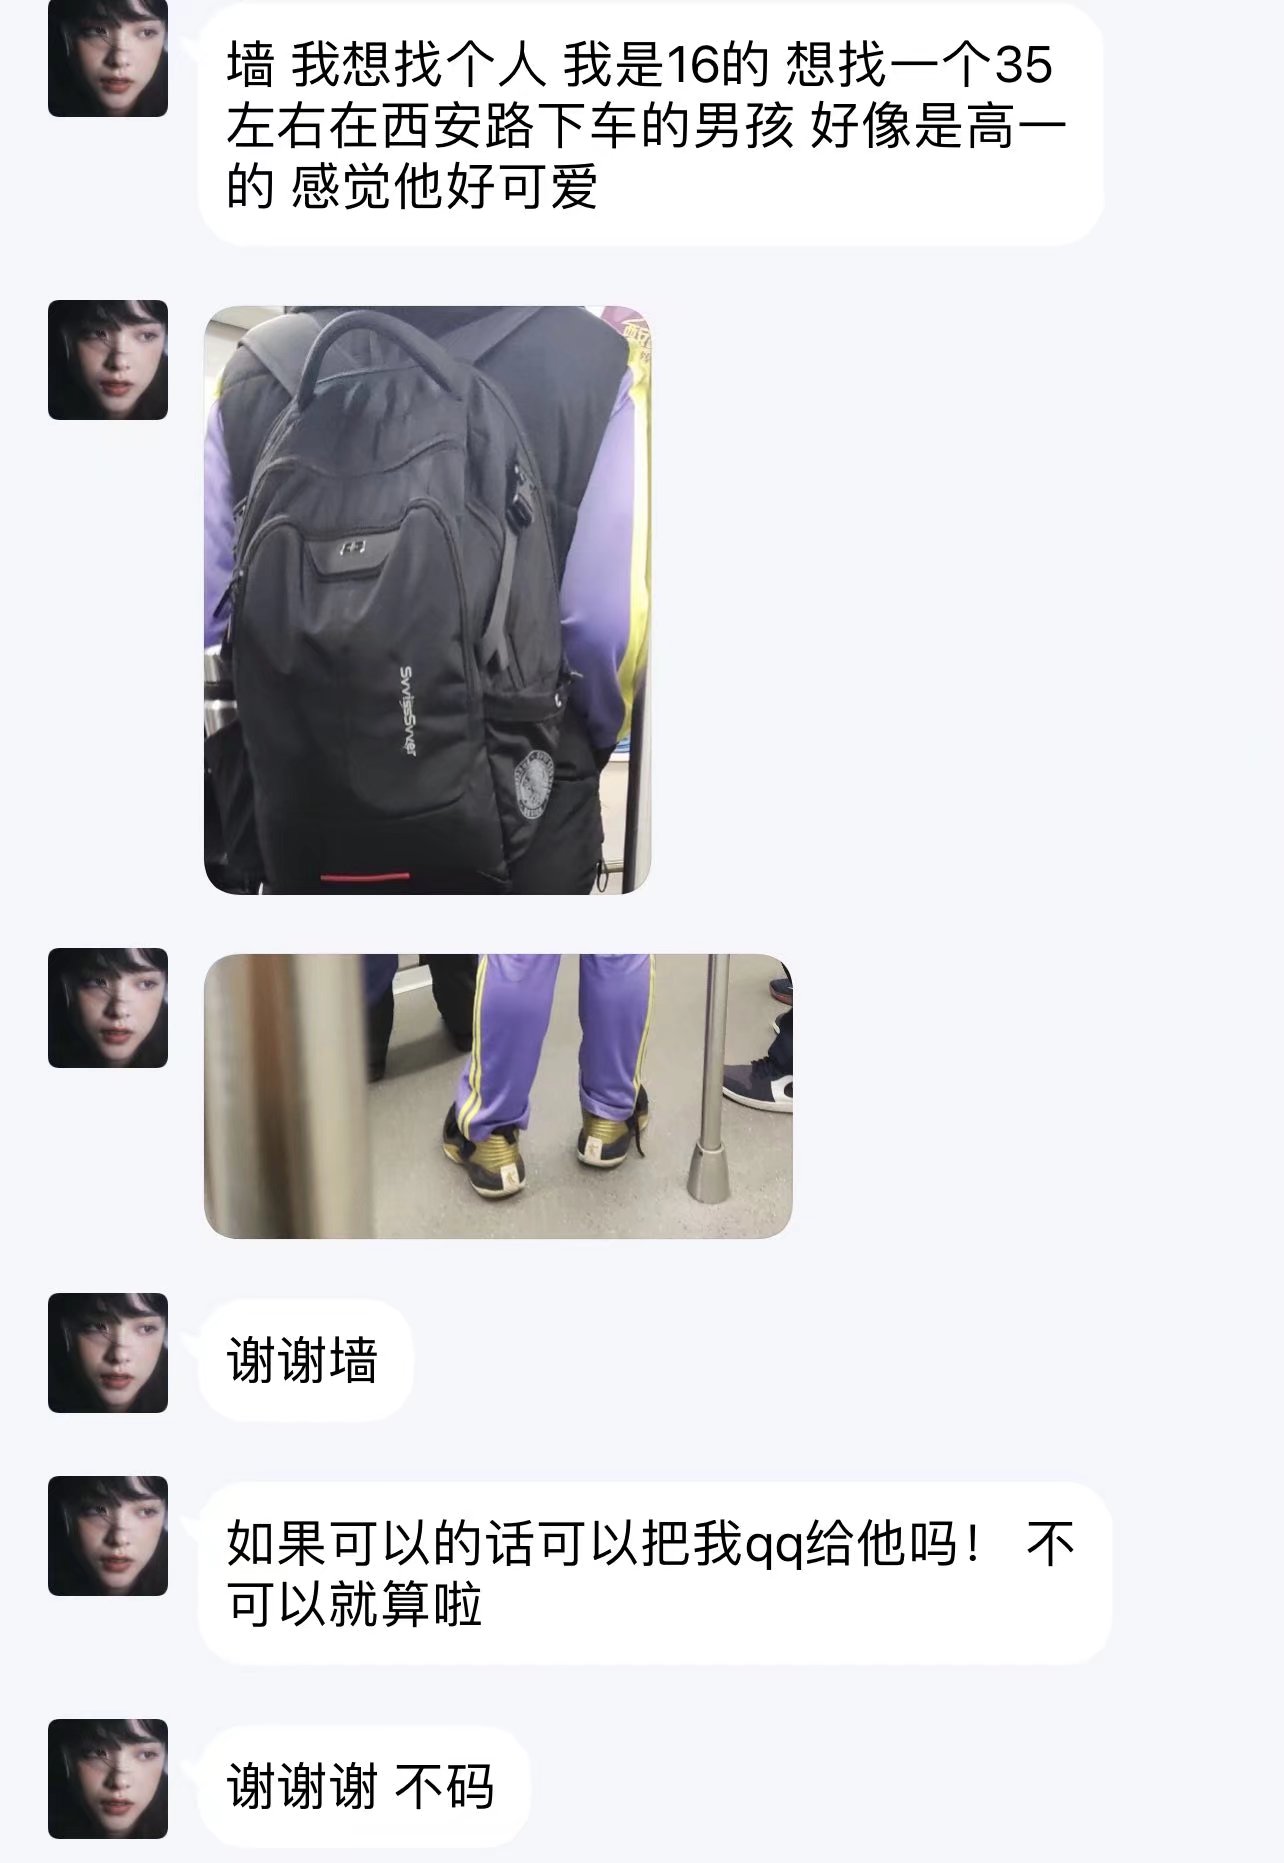 墙 我想找个人 我是16的 想找一个35
左右在西安路下车的男孩 好像是高一
的 感觉他好可爱
SvvisSvver
谢谢墙
如果可以的话可以把我qq给他吗！ 不
可以就算啦
谢谢谢 不码